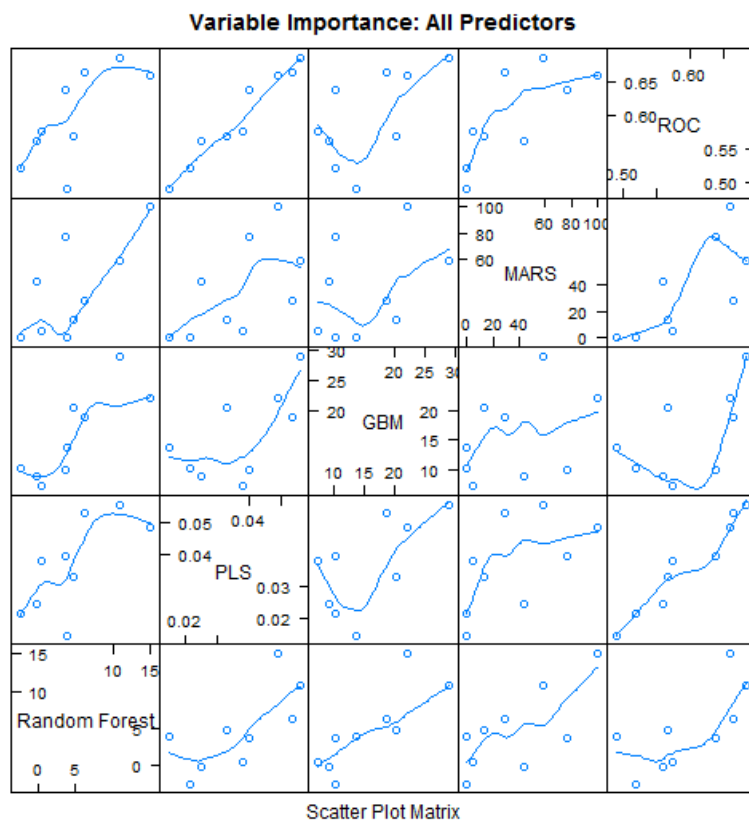 Variable Importance: All Predictors
0.60
0.65
0.60
ROC
0.55
0.50 0.50
100 60 80 100
80
60
MARS
40
20
0 20 40 0
30 20 25 30
25
20 20
GBM
15
10 15 20 10
0.04
0.05
0.04
PLS
0.03
0.02 0.02
15 10 15
10
Random Forest
5
0 5 0
Scatter Plot Matrix